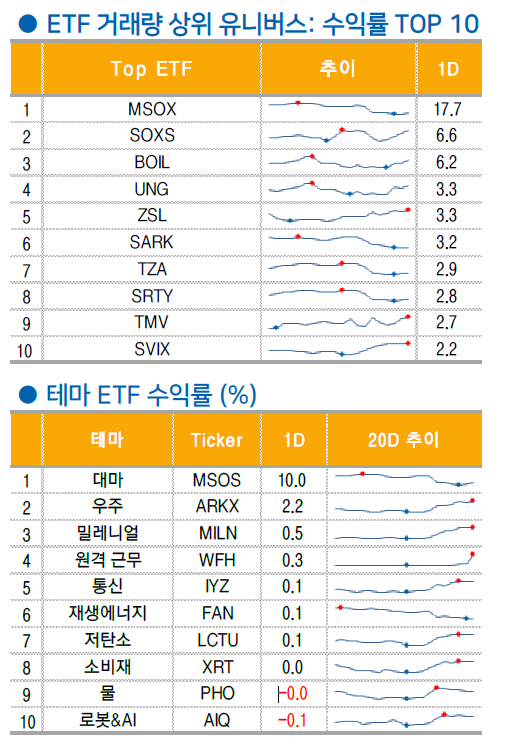 ● ETF 거래량 상위 유니버스: 수익률 TOP 10
Top ETF 추이 1D
1 MSOX 17.7
2 SOXS 6.6
3 BOIL 6.2
4 UNG 3.3
5 ZSL 3.3
6 SARK 3.2
7 TZA 2.9
8 SRTY 2.8
9 TMV 2.7
10 SVIX 2.2
● 테마 ETF 수익률 (%)
테마 Ticker 1D 20D 추이
1 대마 MSOS 10.0
2 우주 ARKX 2.2
3 밀레니얼 MILN 0.5
4 원격 근무 WFH 0.3
5 통신 IYZ 0.1
6 재생에너지 FAN 0.1
7 저탄소 LCTU 0.1
8 소비재 XRT 0.0
9 물 PHO -0.0
10 로봇&AI AIQ -0.1